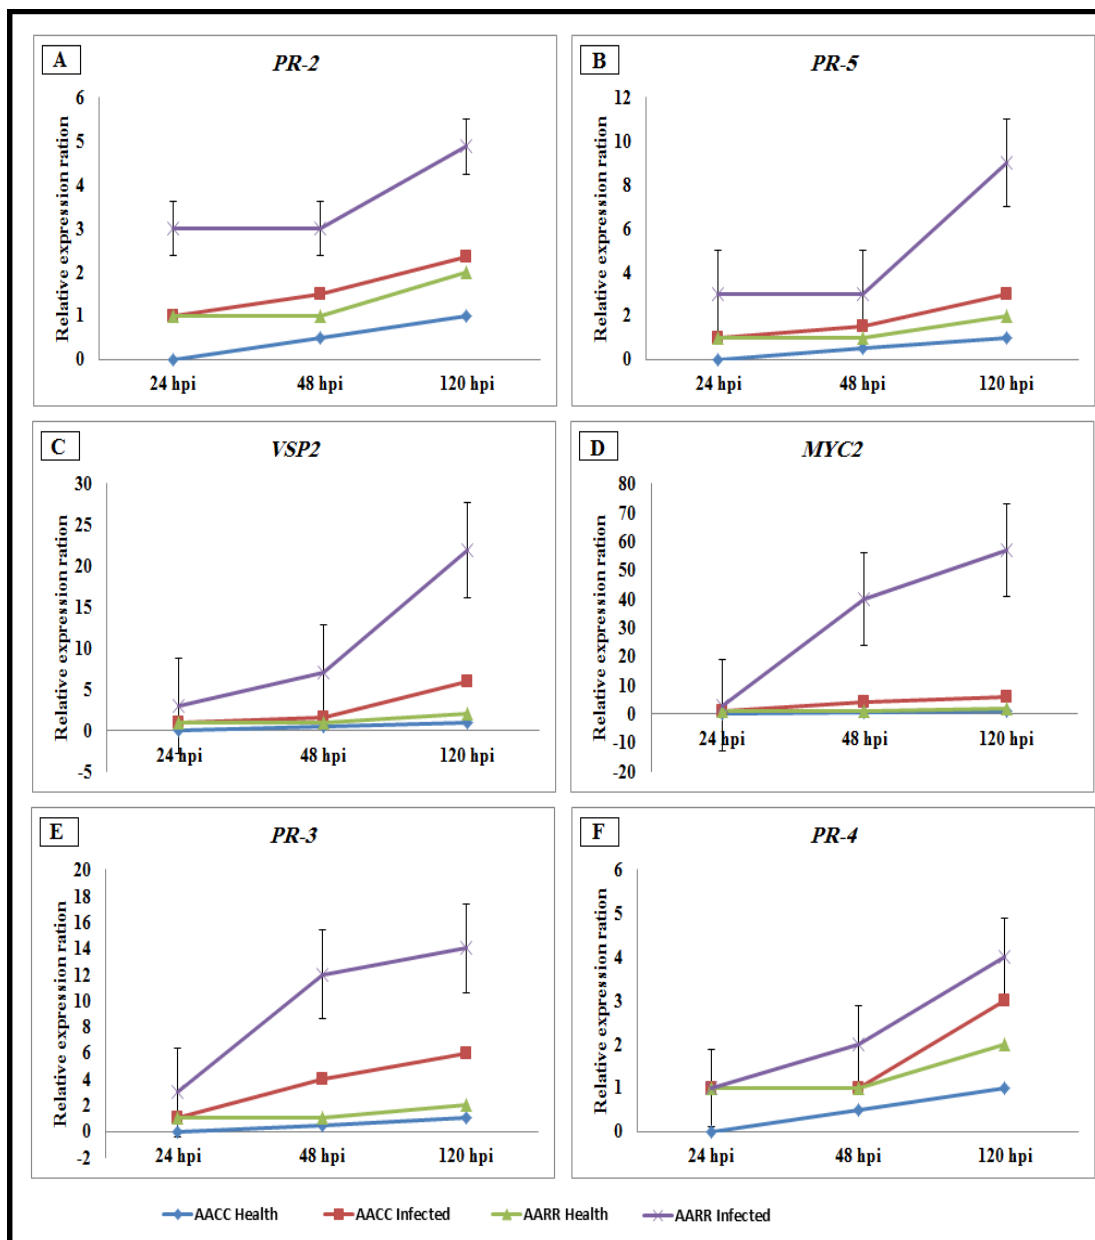 A
PR-2
Relative expression ration
6
5
4
3
2
1
0
24 hpi 48 hpi 120 hpi
B
PR-5
Relative expression ration
12
10
8
6
4
2
0
24 hpi 48 hpi 120 hpi
C
VSP2
Relative expression ration
30
25
20
15
10
5
0
-5
24 hpi 48 hpi 120 hpi
D
MYC2
Relative expression ration
80
70
60
50
40
30
20
10
0
-10
-20
24 hpi 48 hpi 120 hpi
E
PR-3
Relative expression ration
20
18
16
14
12
10
8
6
4
2
0
-2
24 hpi 48 hpi 120 hpi
F
PR-4
Relative expression ration
6
5
4
3
2
1
0
24 hpi 48 hpi 120 hpi
AACC Health AACC Infected AARR Health AARR Infected